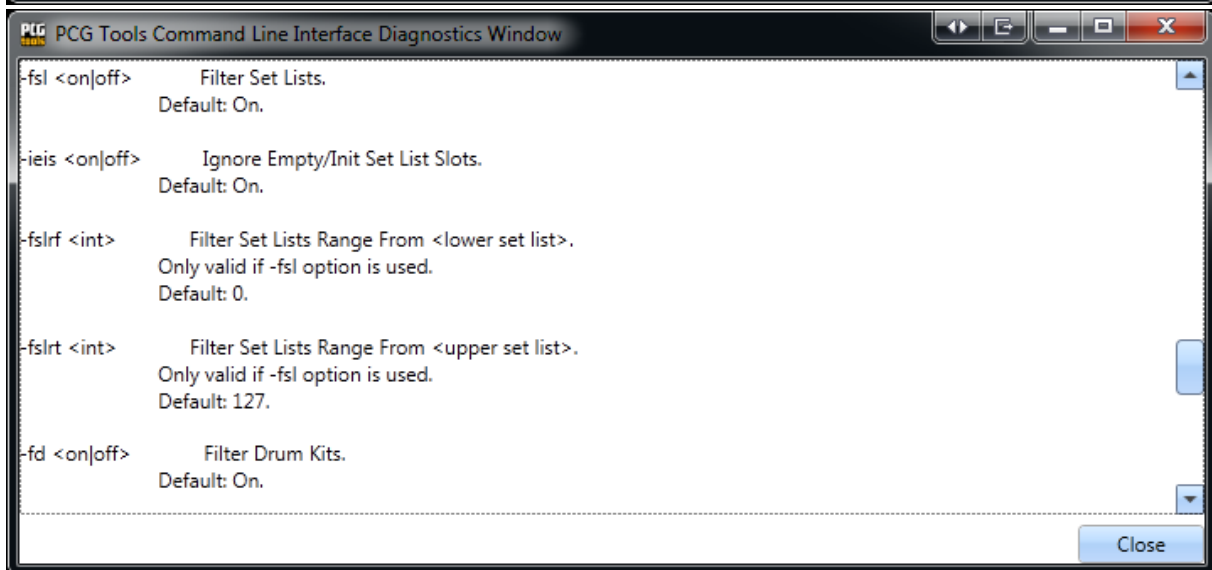 PCG Tools Command Line Interface Diagnostics Window
-fsl <on|off> Filter Set Lists.
Default: On.
-ieis <on|off> Ignore Empty/Init Set List Slots.
Default: On.
-fslrf <int> Filter Set Lists Range From <lower set list>.
Only valid if -fsl option is used.
Default: 0.
-fslrt <int> Filter Set Lists Range From <upper set list>.
Only valid if -fsl option is used.
Default: 127.
-fd <on|off> Filter Drum Kits.
Default: On.
Close